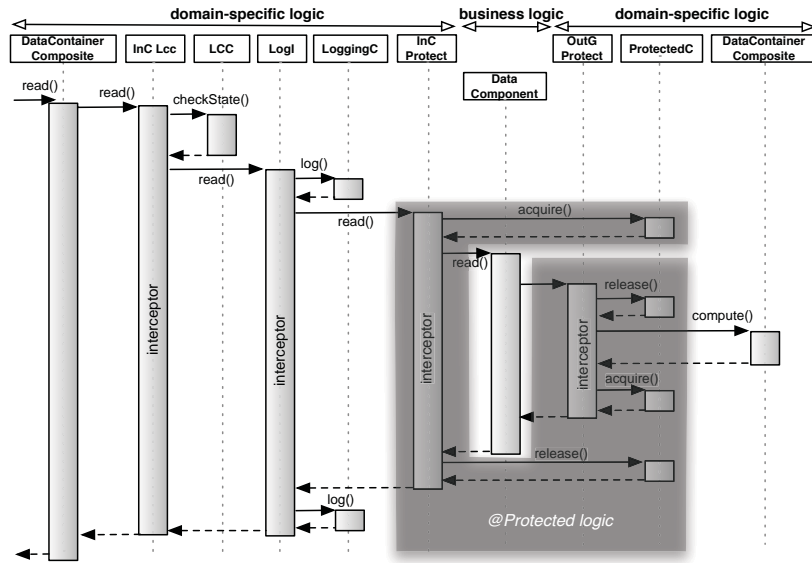 domain-specific logic
business logic
domain-specific logic
DataContainer
Composite
InC Lcc
LCC
LogI
LoggingC
InC
Protect
OutG
Protect
ProtectedC
DataContainer
Composite
Data
Component
read()
read()
checkState()
read()
log()
read()
acquire()
read()
release()
compute()
interceptor
interceptor
interceptor
interceptor
acquire()
release()
log()
@Protected logic